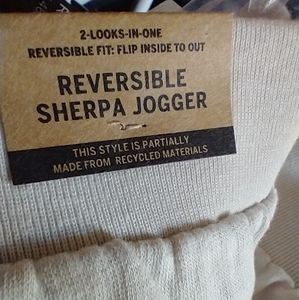 2-LOOKS-IN-ONE
REVERSIBLE FIT: FLIP INSIDE TO OUT
REVERSIBLE
SHERPA JOGGER
THIS STYLE IS PARTIALLY
MADE FROM RECYCLED MATERIALS